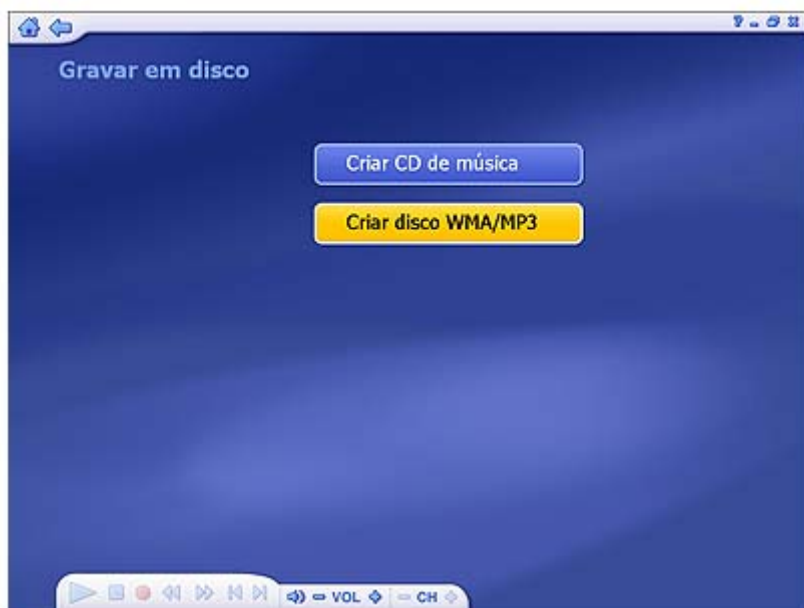 ?
Gravar em disco
Criar CD de música
Criar disco WMA/MP3
VOL CH